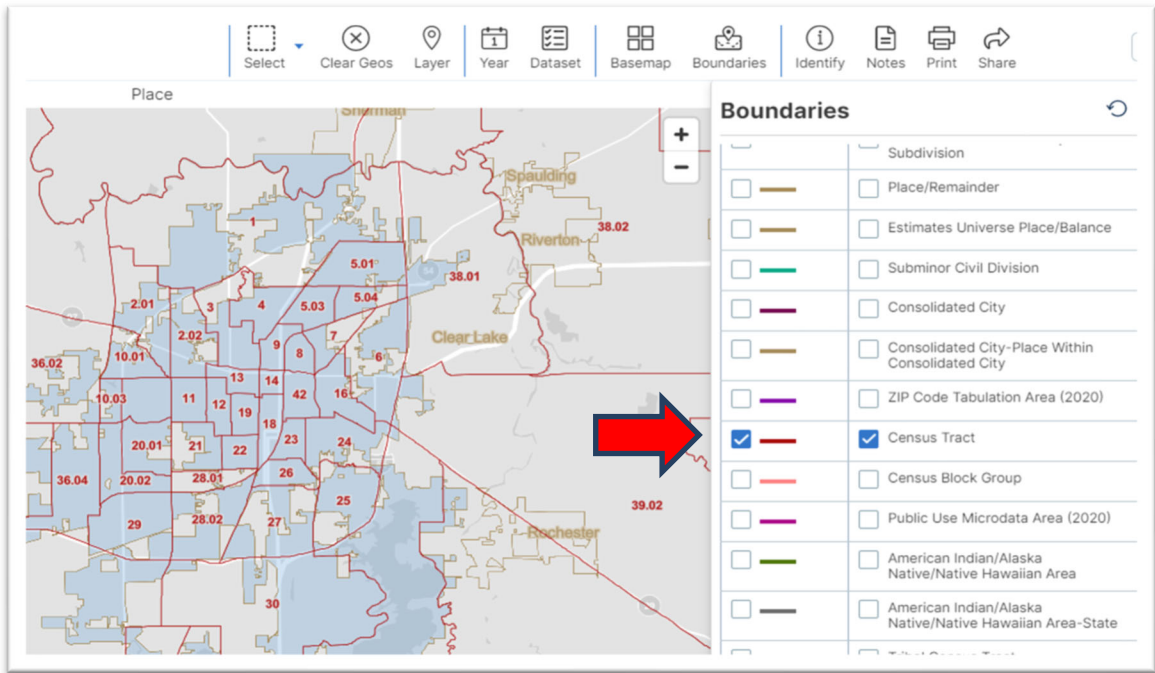 Select
Clear Geos
Layer
1
Year
Dataset
Basemap
Boundaries
Identify
Notes
Print
Share
Place
Sherman
Spaulding
Riverton
38.02
1
5.01
54
38.01
2.01
3
4
5.03
5.04
2.02
7
Clear Lake
9
8
6
36.02
10.01
13
14
42
16
10.03
11
12
19
18
23
24
20.01
21
22
26
36.04
20.02
28.01
25
39.02
29
28.02
27
Rochester
30
+
−
Boundaries
Subdivision
Place/Remainder
Estimates Universe Place/Balance
Subminor Civil Division
Consolidated City
Consolidated City-Place Within
Consolidated City
ZIP Code Tabulation Area (2020)
Census Tract
Census Block Group
Public Use Microdata Area (2020)
American Indian/Alaska
Native/Native Hawaiian Area
American Indian/Alaska
Native/Native Hawaiian Area-State
Tribal Census Tract